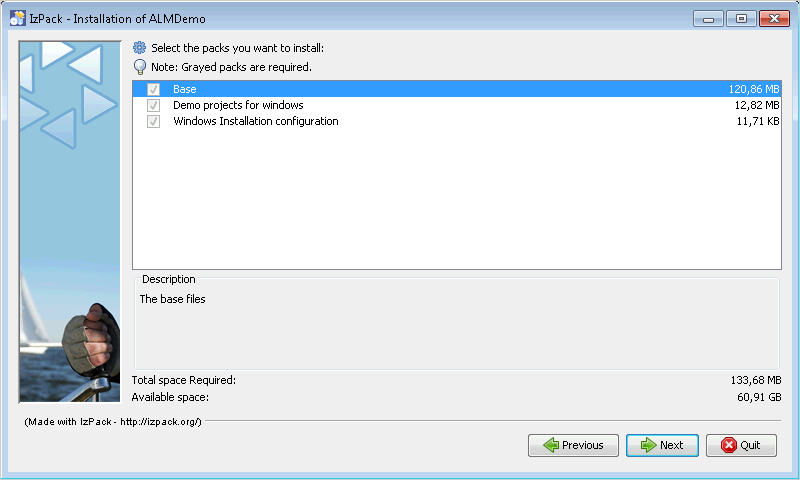 IzPack - Installation of ALMDemo
Select the packs you want to install:
Note: Grayed packs are required.
Base 120,86 MB
Demo projects for windows 12,82 MB
Windows Installation configuration 11,71 KB
Description
The base files
Total space Required: 133,68 MB
Available space: 60,91 GB
(Made with IzPack - http://izpack.org/)
Previous Next Quit